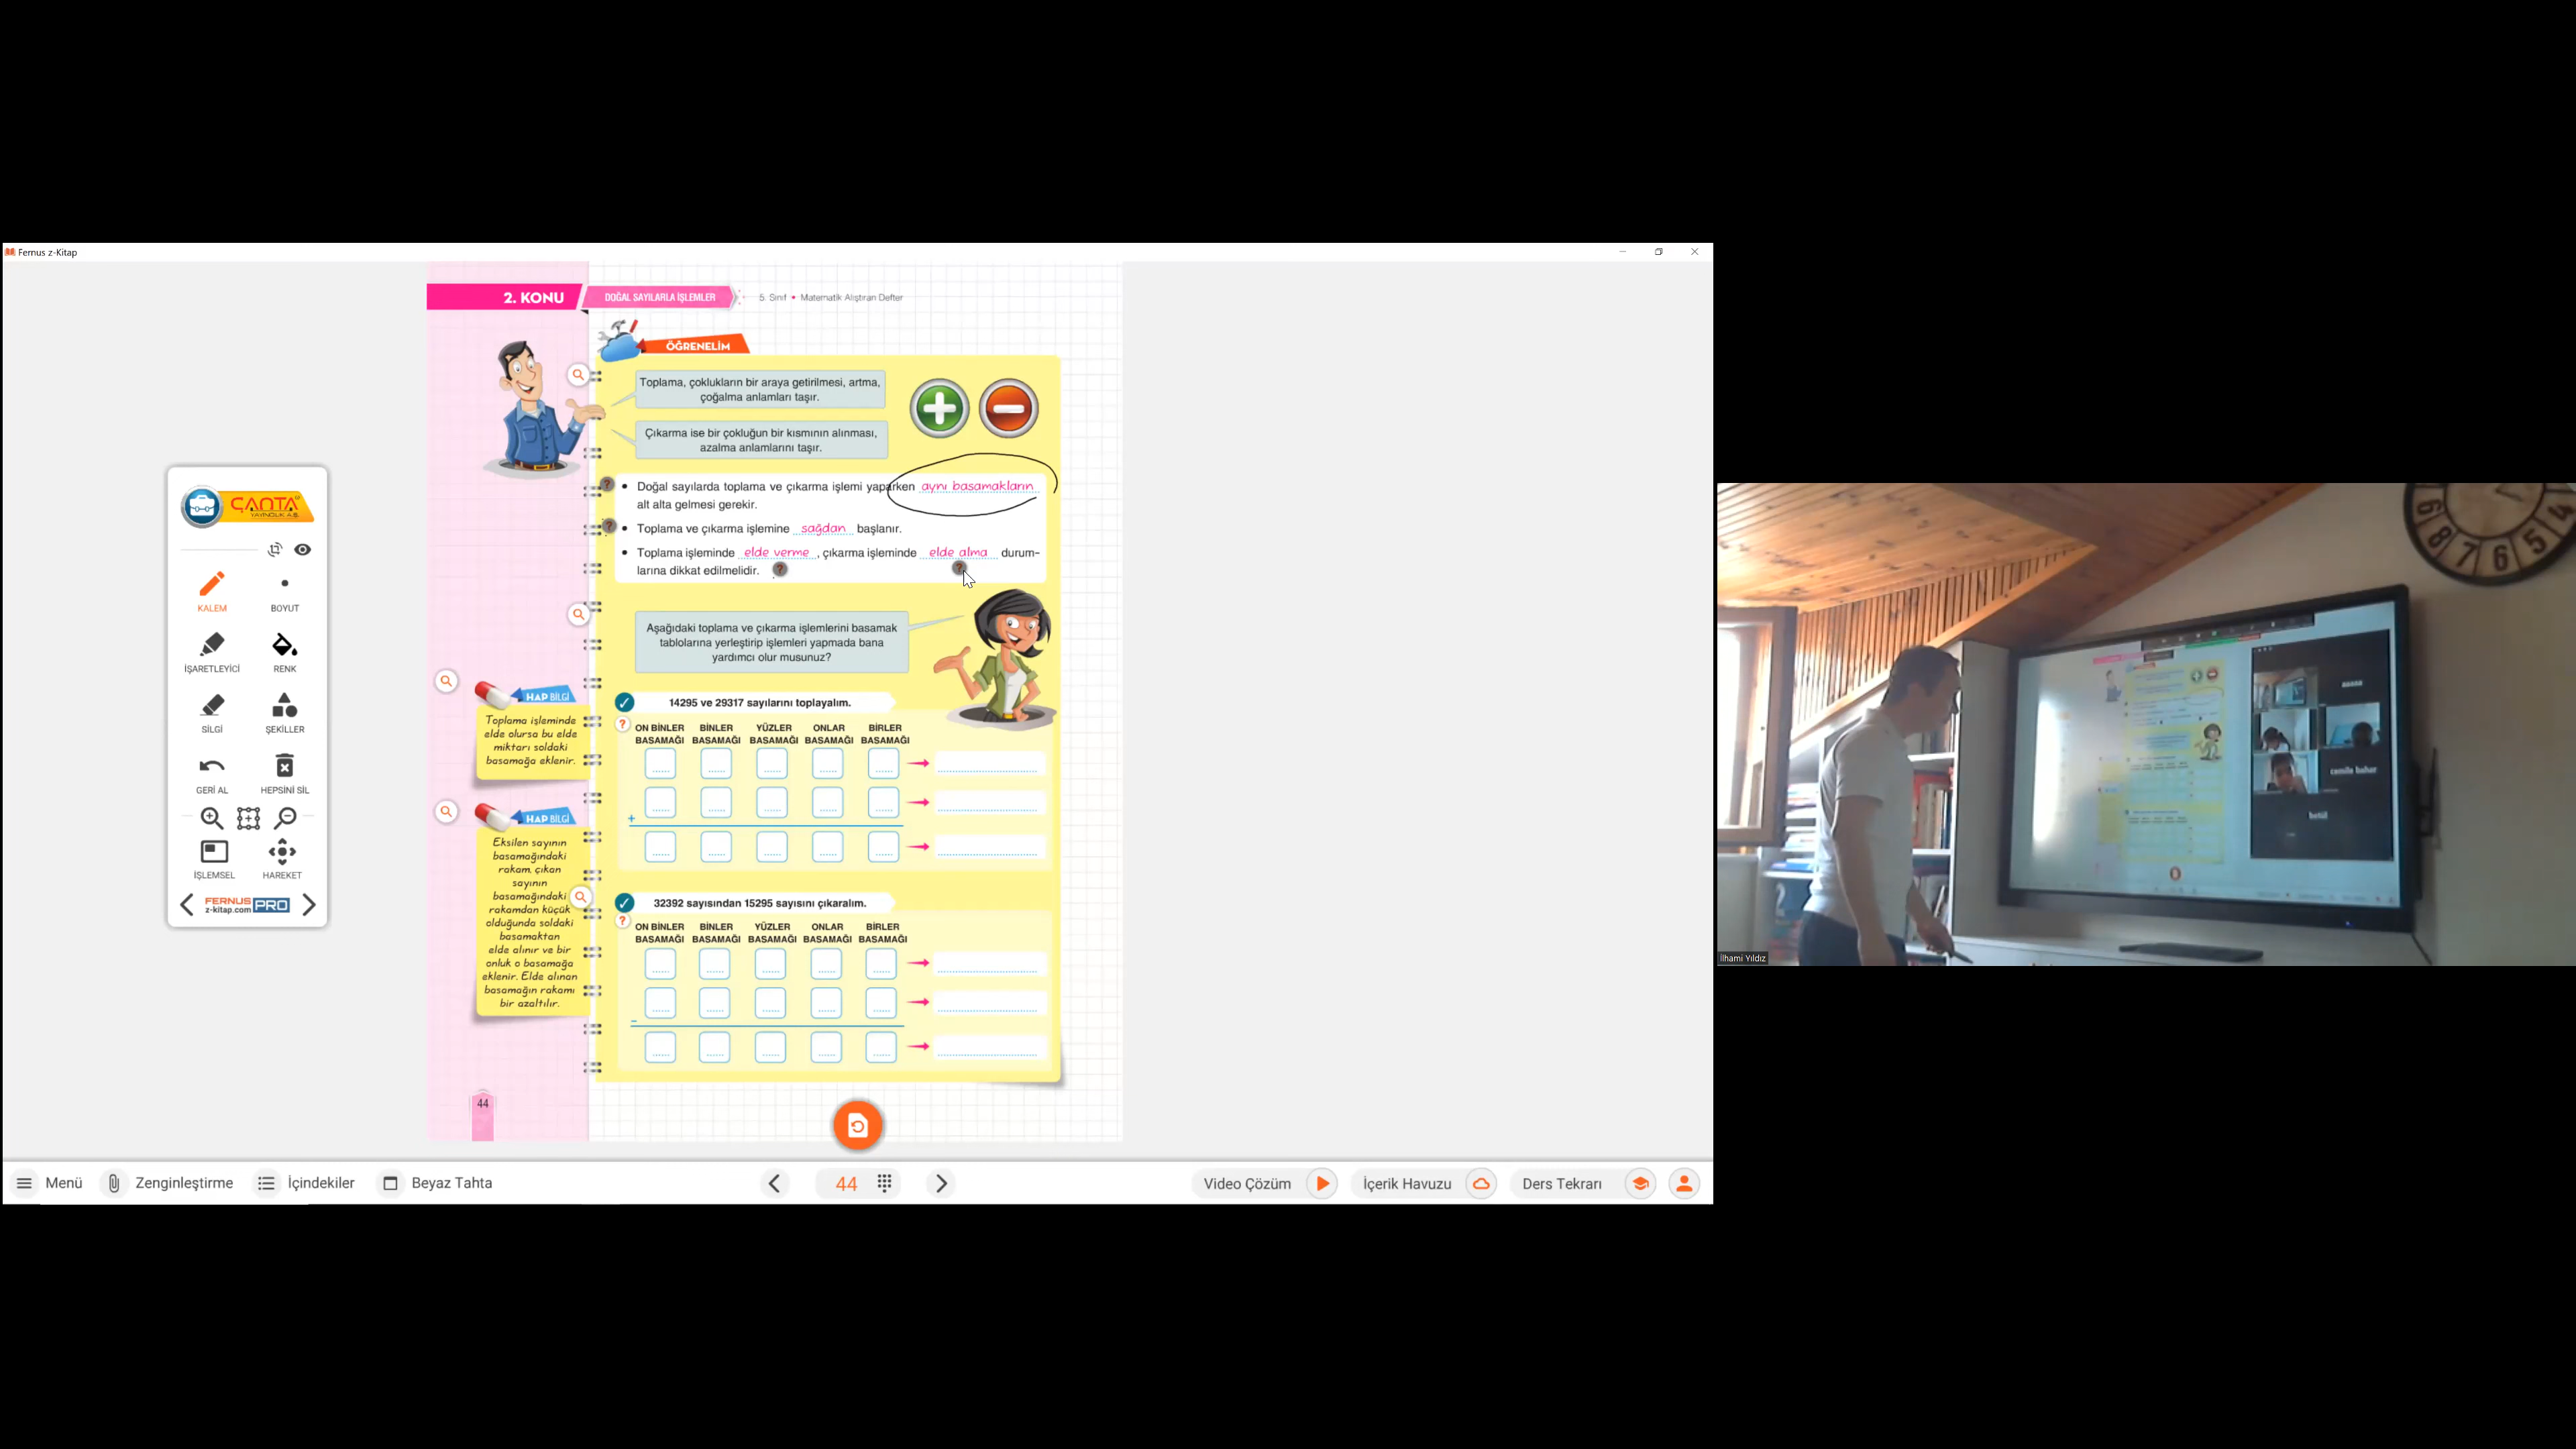 Fernus z-Kitap
2. KONU
DOĞAL SAYILARLA İŞLEMLER
5. Sınıf • Matematik Alıştıran Defter
ÖĞRENELİM
Toplama, çoklukların bir araya getirilmesi, artma,
çoğalma anlamları taşır.
Çıkarma ise bir çokluğun bir kısmının alınması,
azalma anlamlarını taşır.
• Doğal sayılarda toplama ve çıkarma işlemi yaparken aynı basamakların
alt alta gelmesi gerekir.
• Toplama ve çıkarma işlemine sağdan başlanır.
• Toplama işleminde elde verme, çıkarma işleminde elde alma durum-
larına dikkat edilmelidir.
Aşağıdaki toplama ve çıkarma işlemlerini basamak
tablolarına yerleştirip işlemleri yapmada bana
yardımcı olur musunuz?
HAP BİLGİ
Toplama işleminde
elde olursa bu elde
miktarı soldaki
basamağa eklenir.
14295 ve 29317 sayılarını toplayalım.
ON BİNLER BİNLER YÜZLER ONLAR BİRLER
BASAMAĞI BASAMAĞI BASAMAĞI BASAMAĞI BASAMAĞI
+
HAP BİLGİ
Eksilen sayının
basamağındaki
rakam, çıkan
sayının
basamağındaki
rakamdan küçük
olduğunda soldaki
basamaktan
elde alınır ve bir
onluk o basamağa
eklenir. Elde alınan
basamağın rakamı
bir azaltılır.
32392 sayısından 15295 sayısını çıkaralım.
ON BİNLER BİNLER YÜZLER ONLAR BİRLER
BASAMAĞI BASAMAĞI BASAMAĞI BASAMAĞI BASAMAĞI
-
44
ÇANTA
YAYINCILIK A.Ş.
KALEM BOYUT
İŞARETLEYİCİ RENK
SİLGİ ŞEKİLLER
GERİ AL HEPSİNİ SİL
İŞLEMSEL HAREKET
FERNUS PRO
z-kitap.com
Menü Zenginleştirme İçindekiler Beyaz Tahta 44 Video Çözüm İçerik Havuzu Ders Tekrarı
8 7 6 5 4
betül
İlhami Yıldız